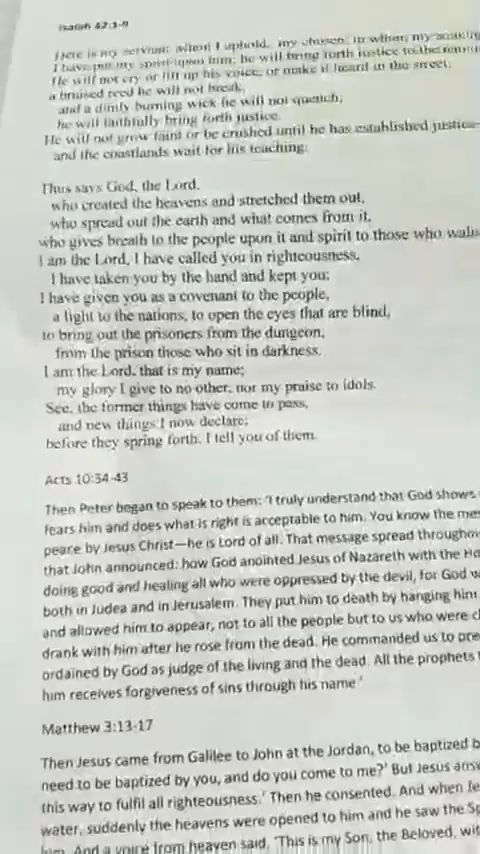 Isaiah 42:1-9
Here is my servant, whom I uphold, my chosen, in whom my
I have put my spirit upon him; he will bring forth justice to the
He will not cry or lift up his voice, or make it heard in the street;
a bruised reed he will not break,
and a dimly burning wick he will not quench;
he will faithfully bring forth justice.
He will not grow faint or be crushed until he has established justice
and the coastlands wait for his teaching.
Thus says God, the Lord,
who created the heavens and stretched them out,
who spread out the earth and what comes from it,
who gives breath to the people upon it and spirit to those who walk
I am the Lord, I have called you in righteousness,
I have taken you by the hand and kept you;
I have given you as a covenant to the people,
a light to the nations, to open the eyes that are blind,
to bring out the prisoners from the dungeon,
from the prison those who sit in darkness.
I am the Lord, that is my name;
my glory I give to no other, nor my praise to idols.
See, the former things have come to pass,
and new things I now declare;
before they spring forth, I tell you of them.
Acts 10:34-43
Then Peter began to speak to them: 'I truly understand that God shows
fears him and does what is right is acceptable to him. You know the
peace by Jesus Christ—he is Lord of all. That message spread
that John announced: how God anointed Jesus of Nazareth with the
doing good and healing all who were oppressed by the devil, for God
both in Judea and in Jerusalem. They put him to death by hanging him
and allowed him to appear, not to all the people but to us who were
drank with him after he rose from the dead. He commanded us to
ordained by God as judge of the living and the dead. All the prophets
him receives forgiveness of sins through his name.'
Matthew 3:13-17
Then Jesus came from Galilee to John at the Jordan, to be baptized
need to be baptized by you, and do you come to me?' But Jesus
this way to fulfil all righteousness.' Then he consented. And when
water, suddenly the heavens were opened to him and he saw the
him. And a voice from heaven said, 'This is my Son, the Beloved,